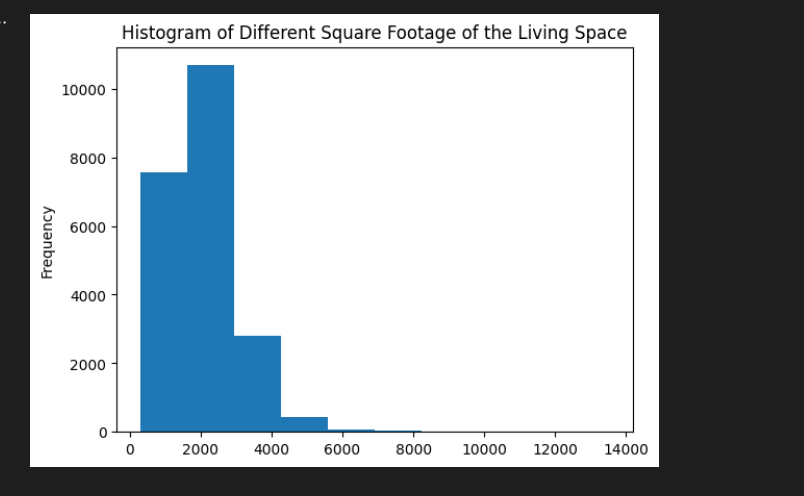 ..
Histogram of Different Square Footage of the Living Space
10000
8000
6000
4000
2000
0
Frequency
0 2000 4000 6000 8000 10000 12000 14000